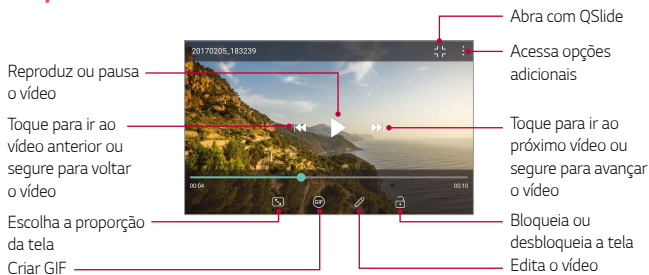 Abra com QSlide
20170205_183239
Acessa opções
adicionais
Reproduz ou pausa
o vídeo
Toque para ir ao
vídeo anterior ou
segure para voltar
o vídeo
Toque para ir ao
próximo vídeo ou
segure para avançar
o vídeo
00:04
00:10
GIF
Escolha a proporção
da tela
Bloqueia ou
desbloqueia a tela
Criar GIF
Edita o vídeo